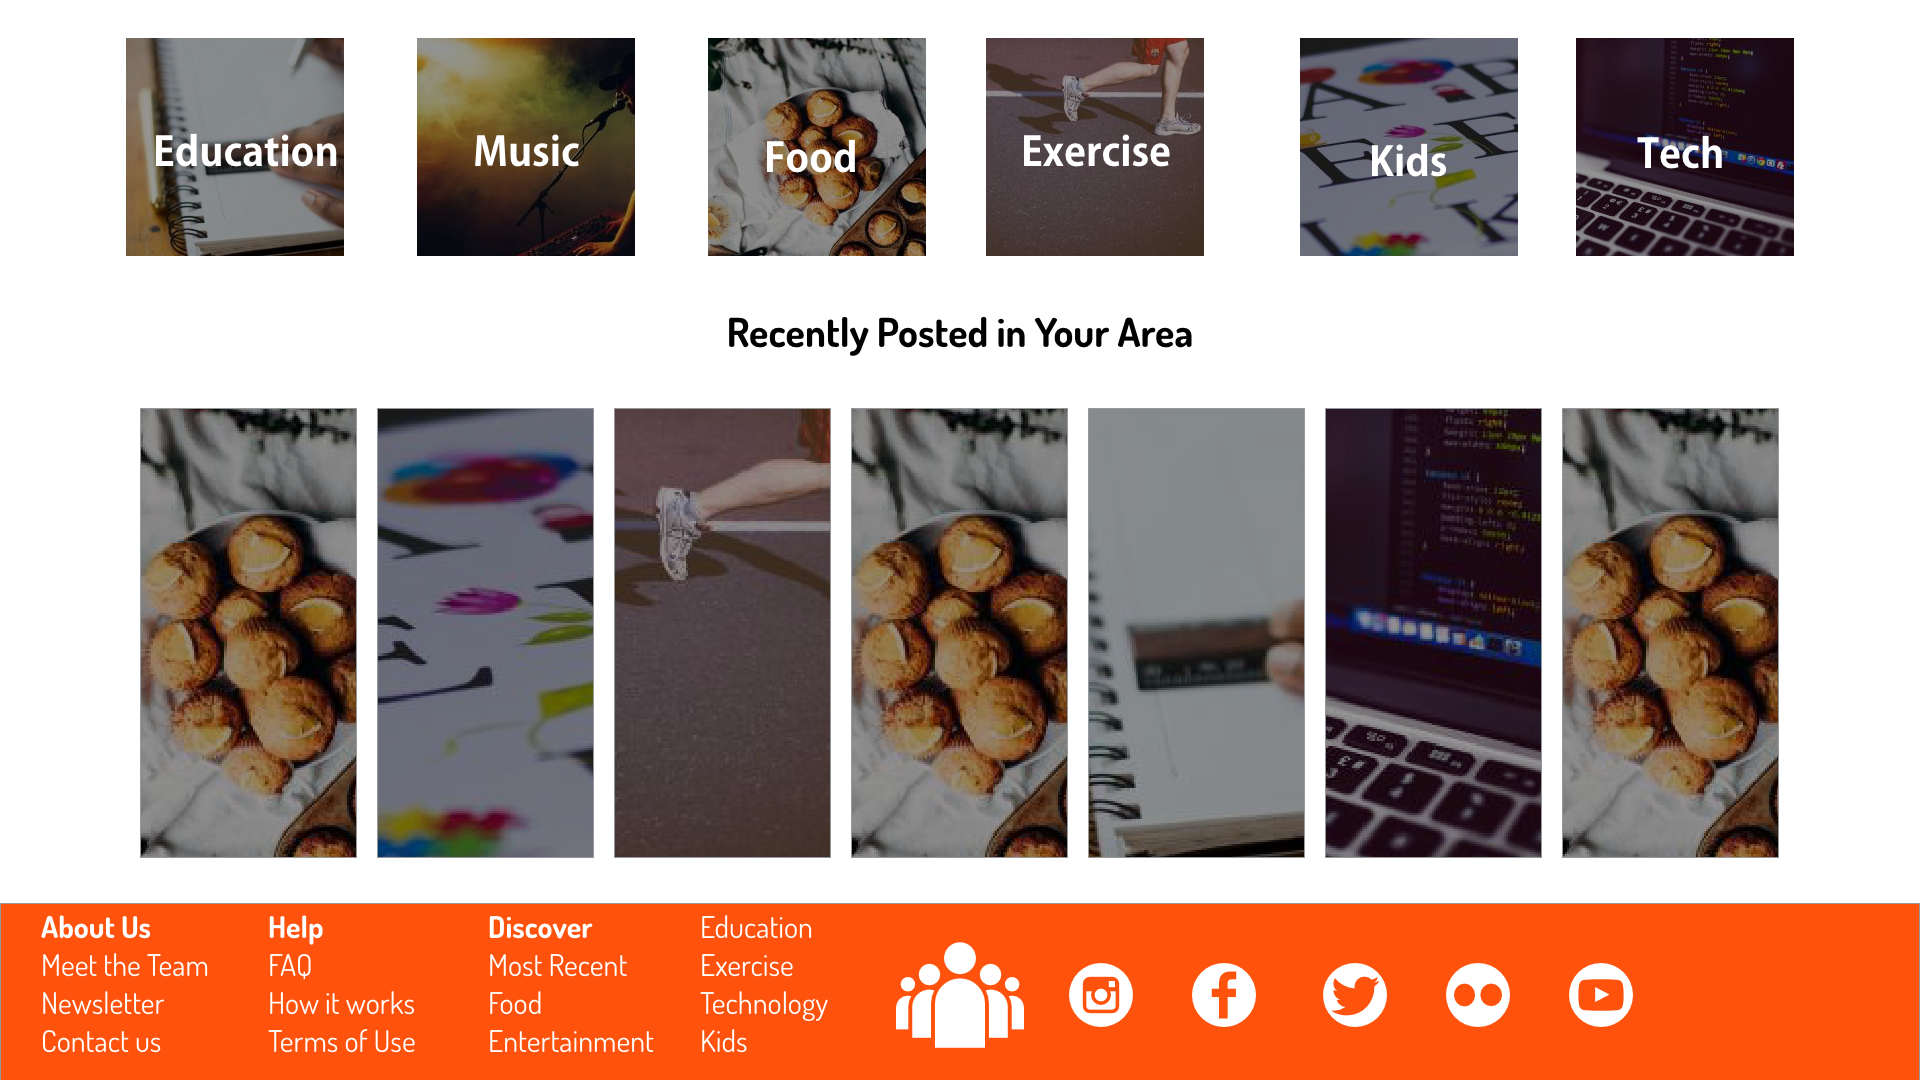 Education
Music
Food
Exercise
Kids
Tech
Recently Posted in Your Area
About Us
Meet the Team
Newsletter
Contact us
Help
FAQ
How it works
Terms of Use
Discover
Most Recent
Food
Entertainment
Education
Exercise
Technology
Kids